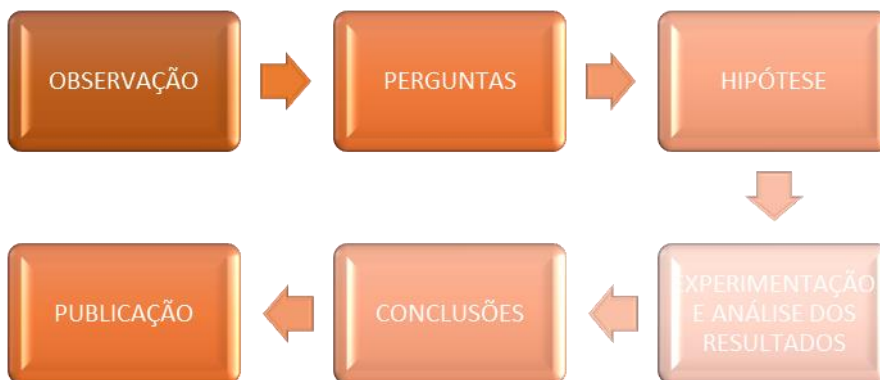 OBSERVAÇÃO
PERGUNTAS
HIPÓTESE
EXPERIMENTAÇÃO
E ANÁLISE DOS
RESULTADOS
CONCLUSÕES
PUBLICAÇÃO